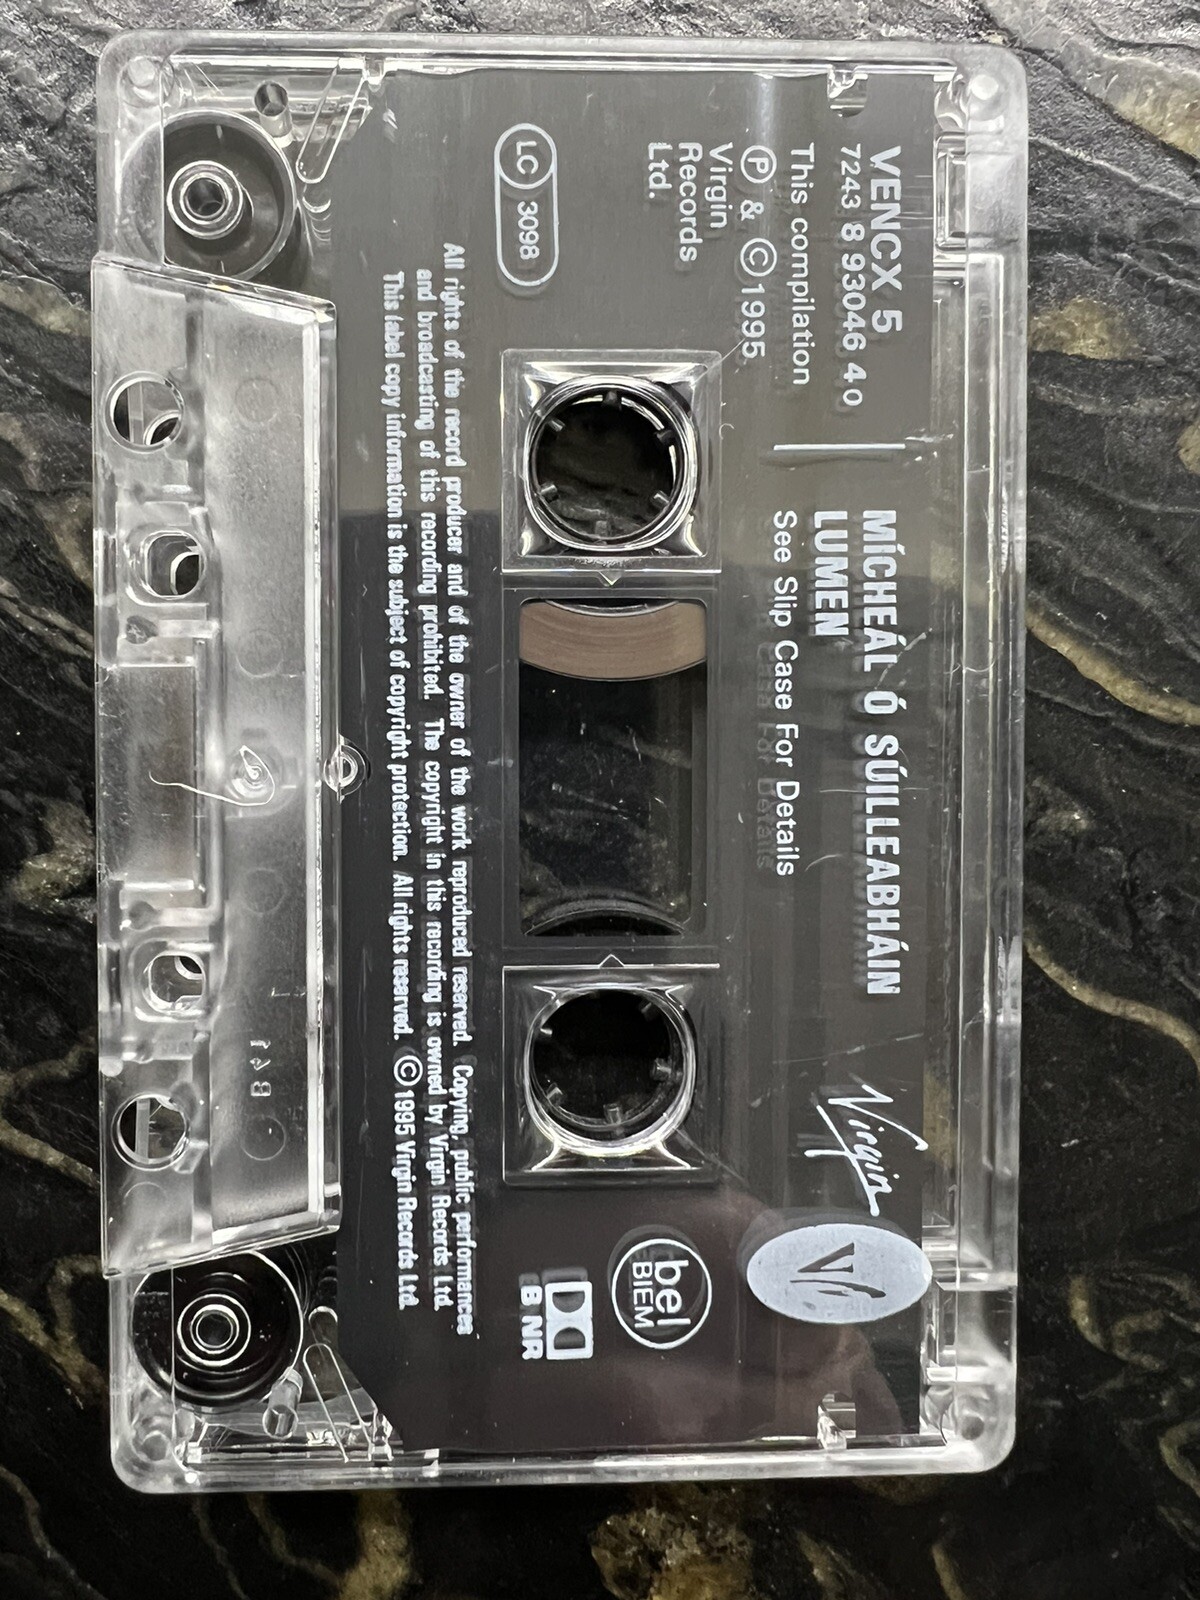 VENCX 5
7243 8 93046 4 0
This compilation
Ⓟ & ©1995
Virgin
Records
Ltd.
LC 3098
MÍCHEÁL Ó SÚILLEABHÁIN
LUMEN
See Slip Case For Details
Virgin
V
bel
BIEM
B NR
All rights of the record producer and of the owner of the work reproduced reserved. Copying, public performances
and broadcasting of this recording prohibited. The copyright in this recording is owned by Virgin Records Ltd.
This label copy information is the subject of copyright protection. All rights reserved. ©1995 Virgin Records Ltd.